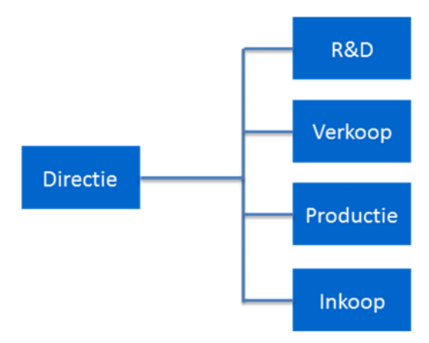 R&D
Verkoop
Directie
Productie
Inkoop